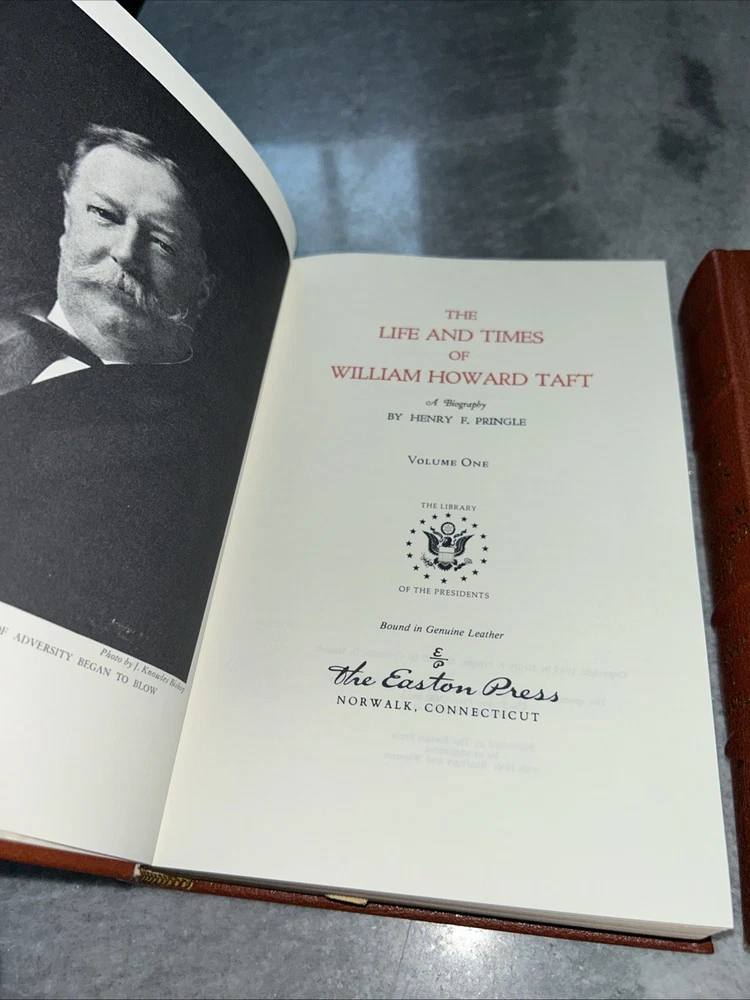 Photo by J. Knowles
OF ADVERSITY BEGAN TO BLOW
THE
LIFE AND TIMES
OF
WILLIAM HOWARD TAFT
A Biography
BY HENRY F. PRINGLE
VOLUME ONE
THE LIBRARY
OF THE PRESIDENTS
Bound in Genuine Leather
E
P
The Easton Press
NORWALK, CONNECTICUT